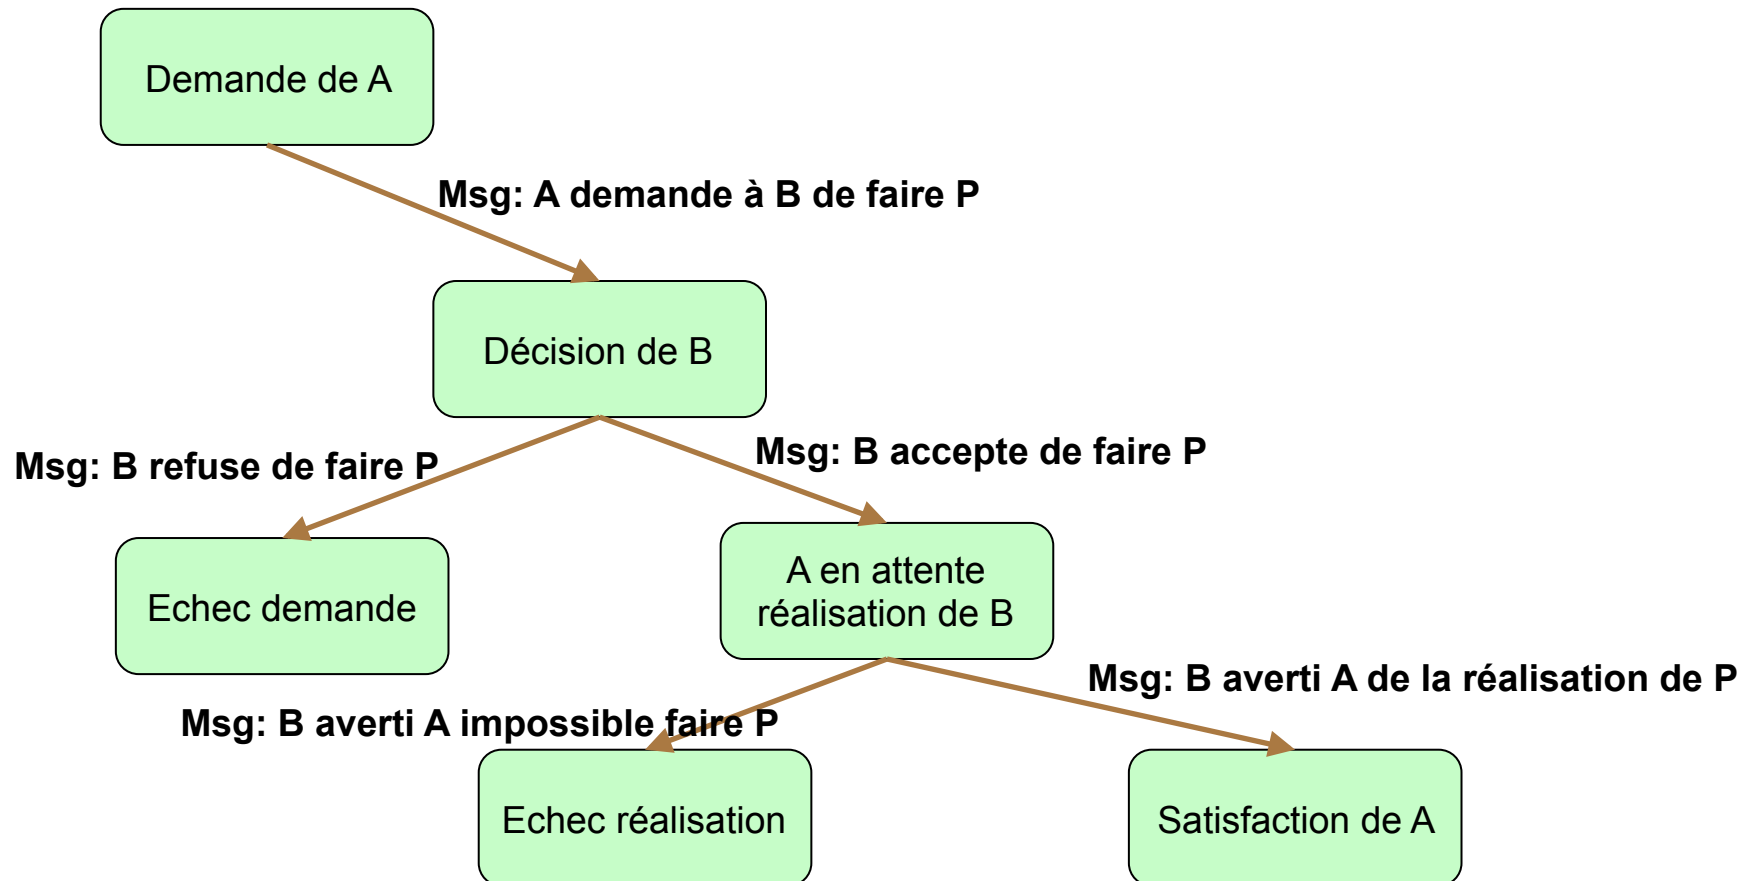 Demande de A
Msg: A demande à B de faire P
Décision de B
Msg: B refuse de faire P
Msg: B accepte de faire P
Echec demande
A en attente
réalisation de B
Msg: B averti A de la réalisation de P
Msg: B averti A impossible faire P
Echec réalisation
Satisfaction de A